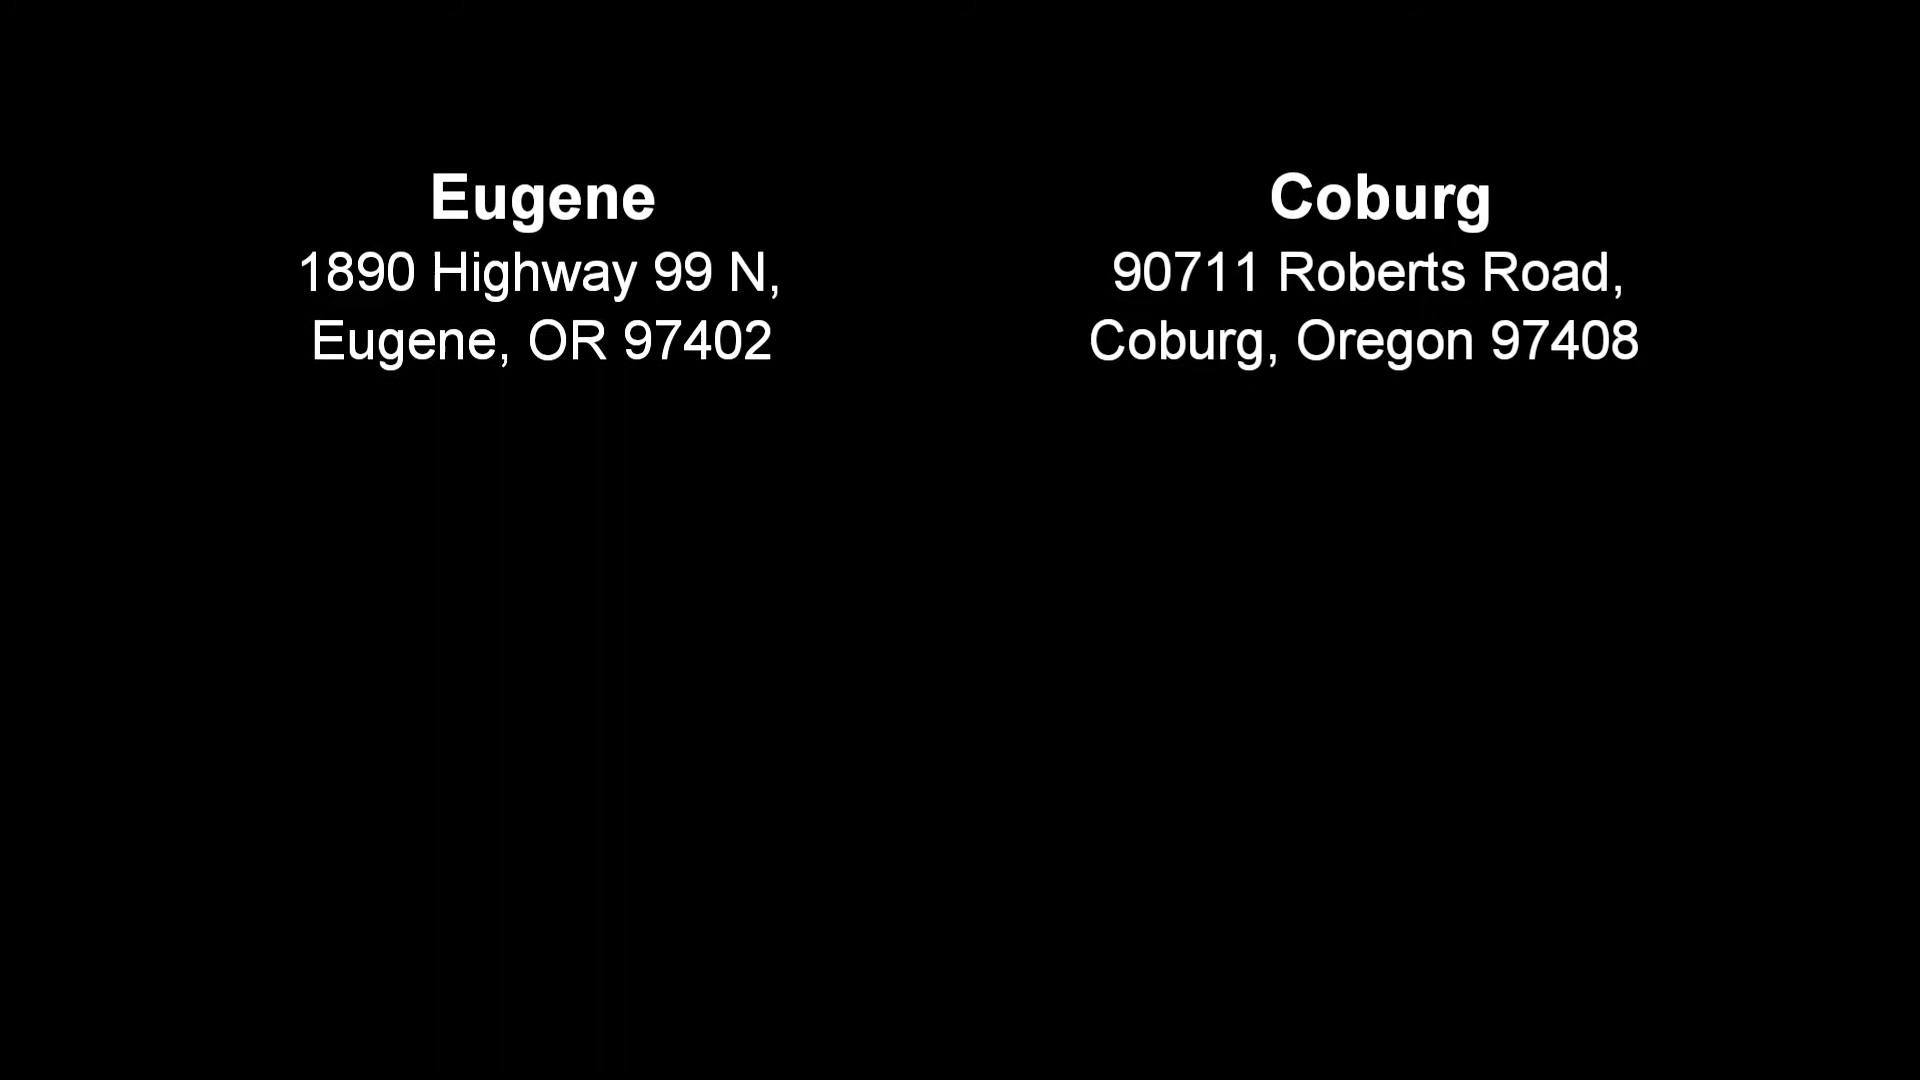 Eugene
1890 Highway 99 N,
Eugene, OR 97402
Coburg
90711 Roberts Road,
Coburg, Oregon 97408